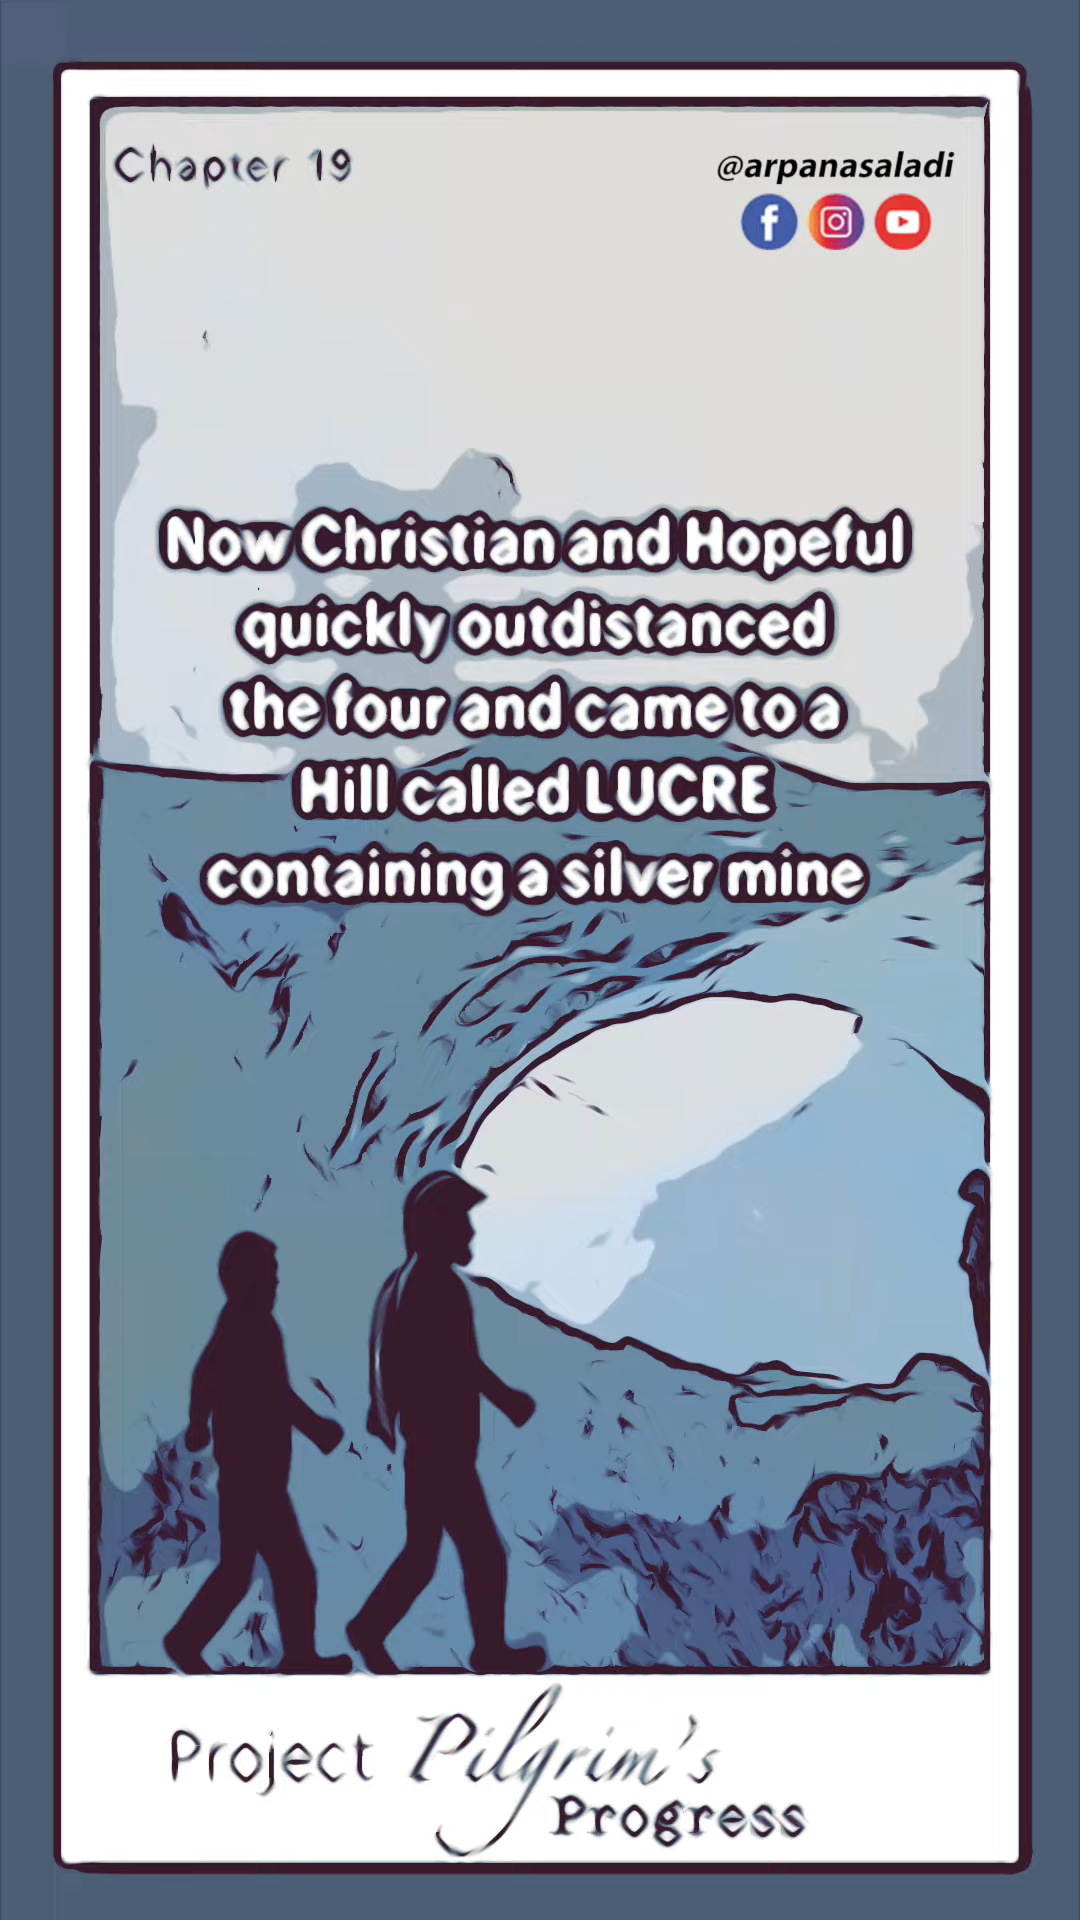 Chapter 19
@arpanasaladi
Now Christian and Hopeful
quickly outdistanced
the four and came to a
Hill called LUCRE
containing a silver mine
Project Pilgrim's
Progress